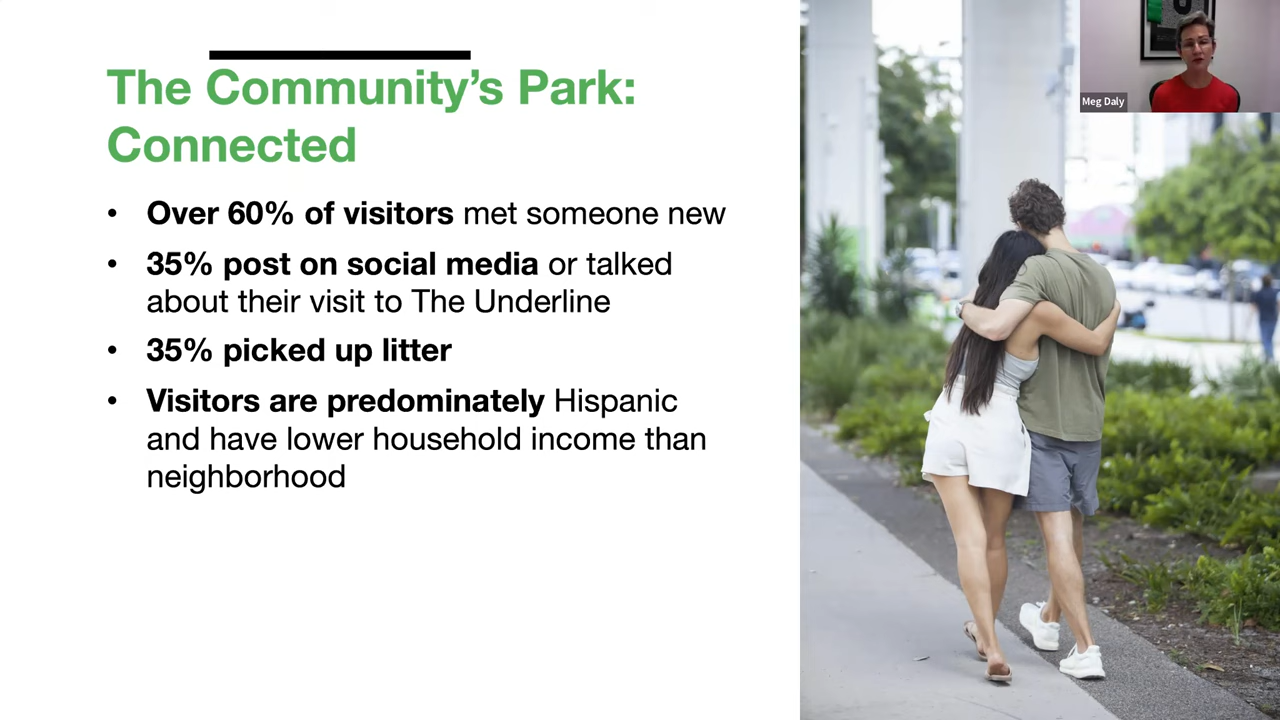 The Community's Park:
Connected
• Over 60% of visitors met someone new
• 35% post on social media or talked
about their visit to The Underline
• 35% picked up litter
• Visitors are predominately Hispanic
and have lower household income than
neighborhood
Meg Daly